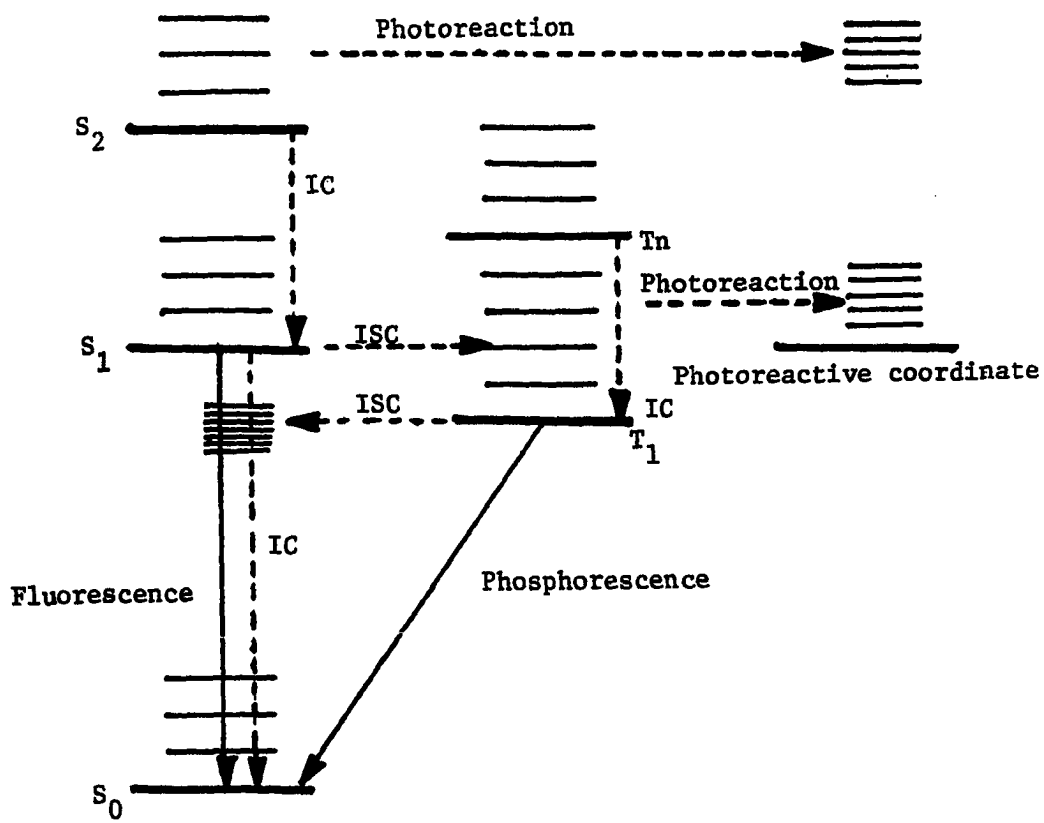 Photoreaction
S2
IC
Tn
Photoreaction
S1
ISC
Photoreactive coordinate
ISC
IC
T1
IC
Phosphorescence
Fluorescence
S0